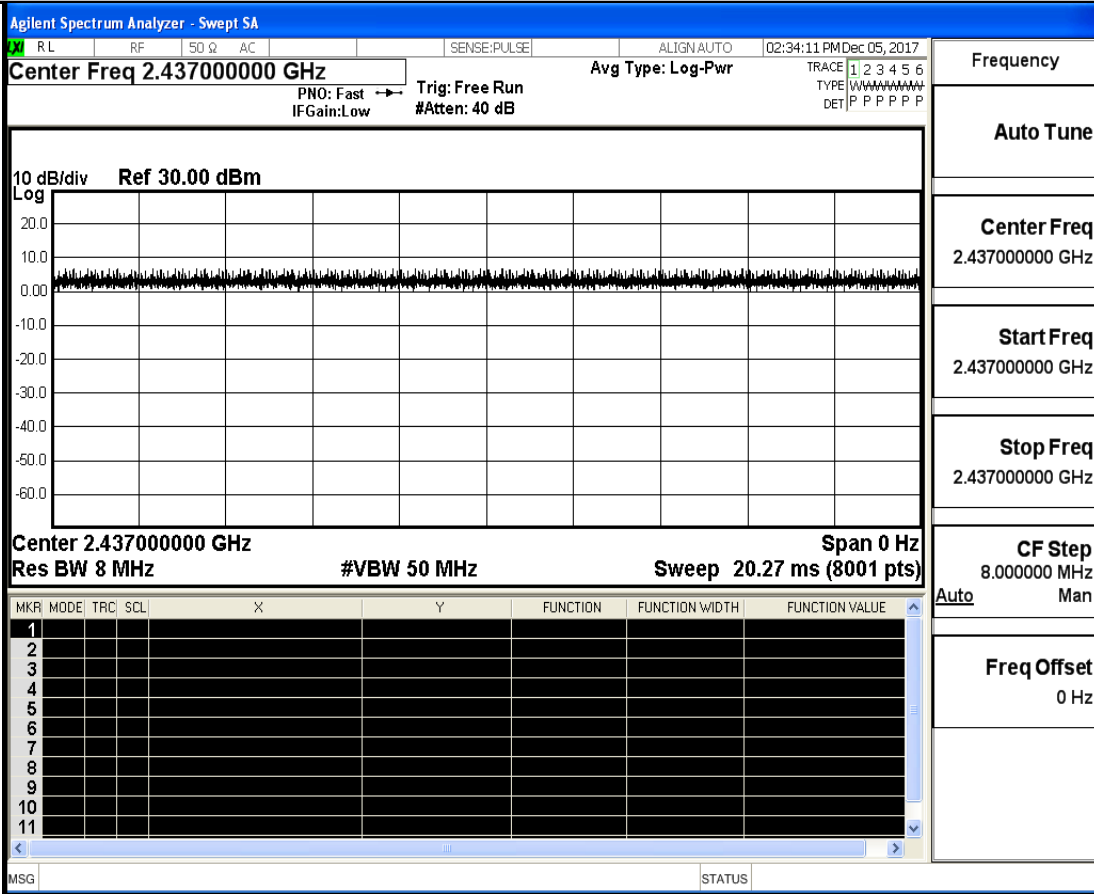 Agilent Spectrum Analyzer - Swept SA
LXI RL RF 50 Ω AC SENSE:PULSE ALIGN AUTO 02:34:11 PM Dec 05, 2017
Center Freq 2.437000000 GHz
PNO: Fast
IFGain:Low
Trig: Free Run
#Atten: 40 dB
Avg Type: Log-Pwr
TRACE 1 2 3 4 5 6
TYPE WWWWWW
DET P P P P P P
10 dB/div Ref 30.00 dBm
Log
20.0
10.0
0.00
-10.0
-20.0
-30.0
-40.0
-50.0
-60.0
Center 2.437000000 GHz Span 0 Hz
Res BW 8 MHz #VBW 50 MHz Sweep 20.27 ms (8001 pts)
MKR MODE TRC SCL X Y FUNCTION FUNCTION WIDTH FUNCTION VALUE
1
2
3
4
5
6
7
8
9
10
11
MSG STATUS
Frequency
Auto Tune
Center Freq
2.437000000 GHz
Start Freq
2.437000000 GHz
Stop Freq
2.437000000 GHz
CF Step
8.000000 MHz
Auto Man
Freq Offset
0 Hz